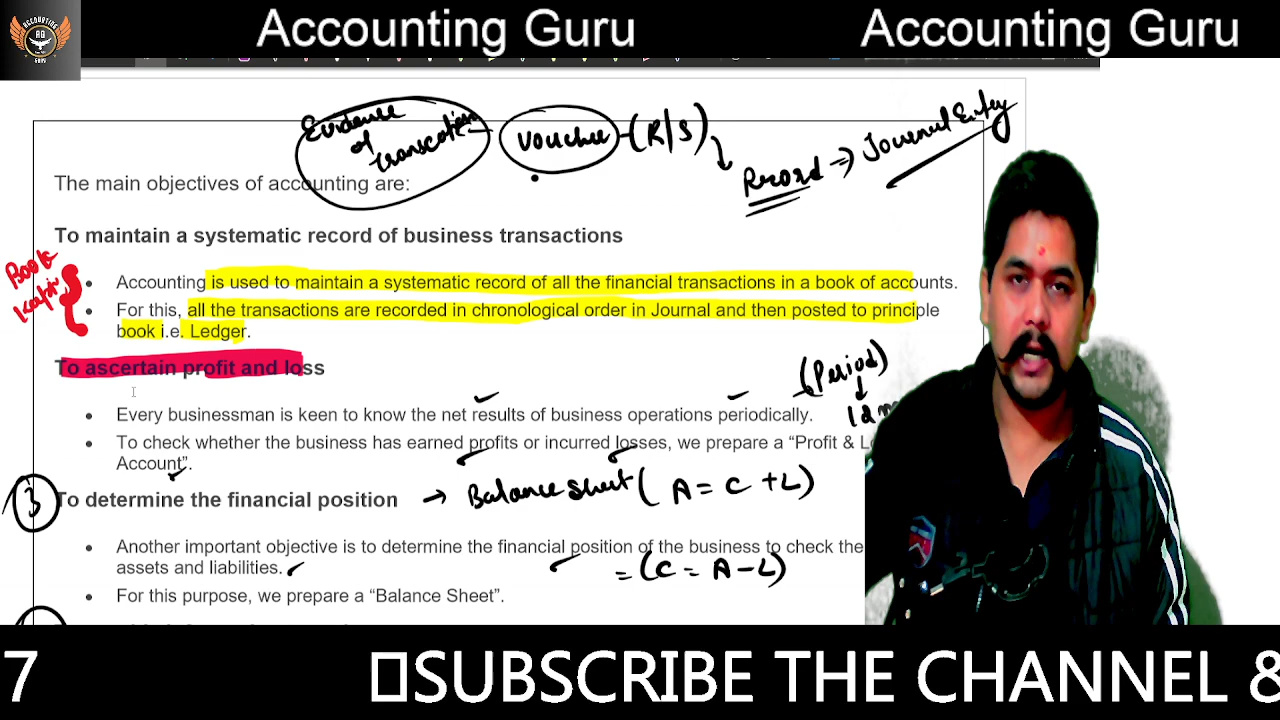 Accounting Guru
Accounting Guru
ACCOUNTING
AG
GURU
Evidence
of
Transcation
Voucher
(R/S)
Record => Journal Entry
The main objectives of accounting are:
To maintain a systematic record of business transactions
Book
• Accounting is used to maintain a systematic record of all the financial transactions in a book of accounts.
• For this, all the transactions are recorded in chronological order in Journal and then posted to principle
book i.e. Ledger.
To ascertain profit and loss
(Period)
• Every businessman is keen to know the net results of business operations periodically.
12 m
• To check whether the business has earned profits or incurred losses, we prepare a “Profit & Lo
Account”.
3
To determine the financial position → Balance sheet ( A = C + L)
• Another important objective is to determine the financial position of the business to check the
assets and liabilities.
= (C = A - L)
• For this purpose, we prepare a “Balance Sheet”.
7
SUBSCRIBE THE CHANNEL &